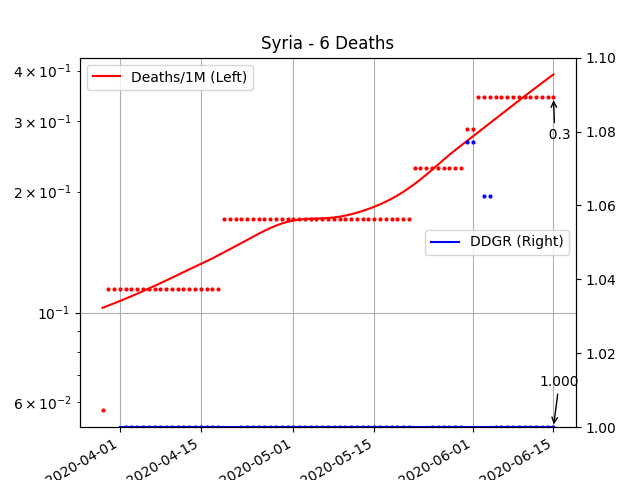 Syria - 6 Deaths
Deaths/1M (Left)
4 × 10⁻¹
3 × 10⁻¹
2 × 10⁻¹
10⁻¹
6 × 10⁻²
1.10
1.08
1.06
1.04
1.02
1.00
0.3
DDGR (Right)
1.000
2020-04-01
2020-04-15
2020-05-01
2020-05-15
2020-06-01
2020-06-15